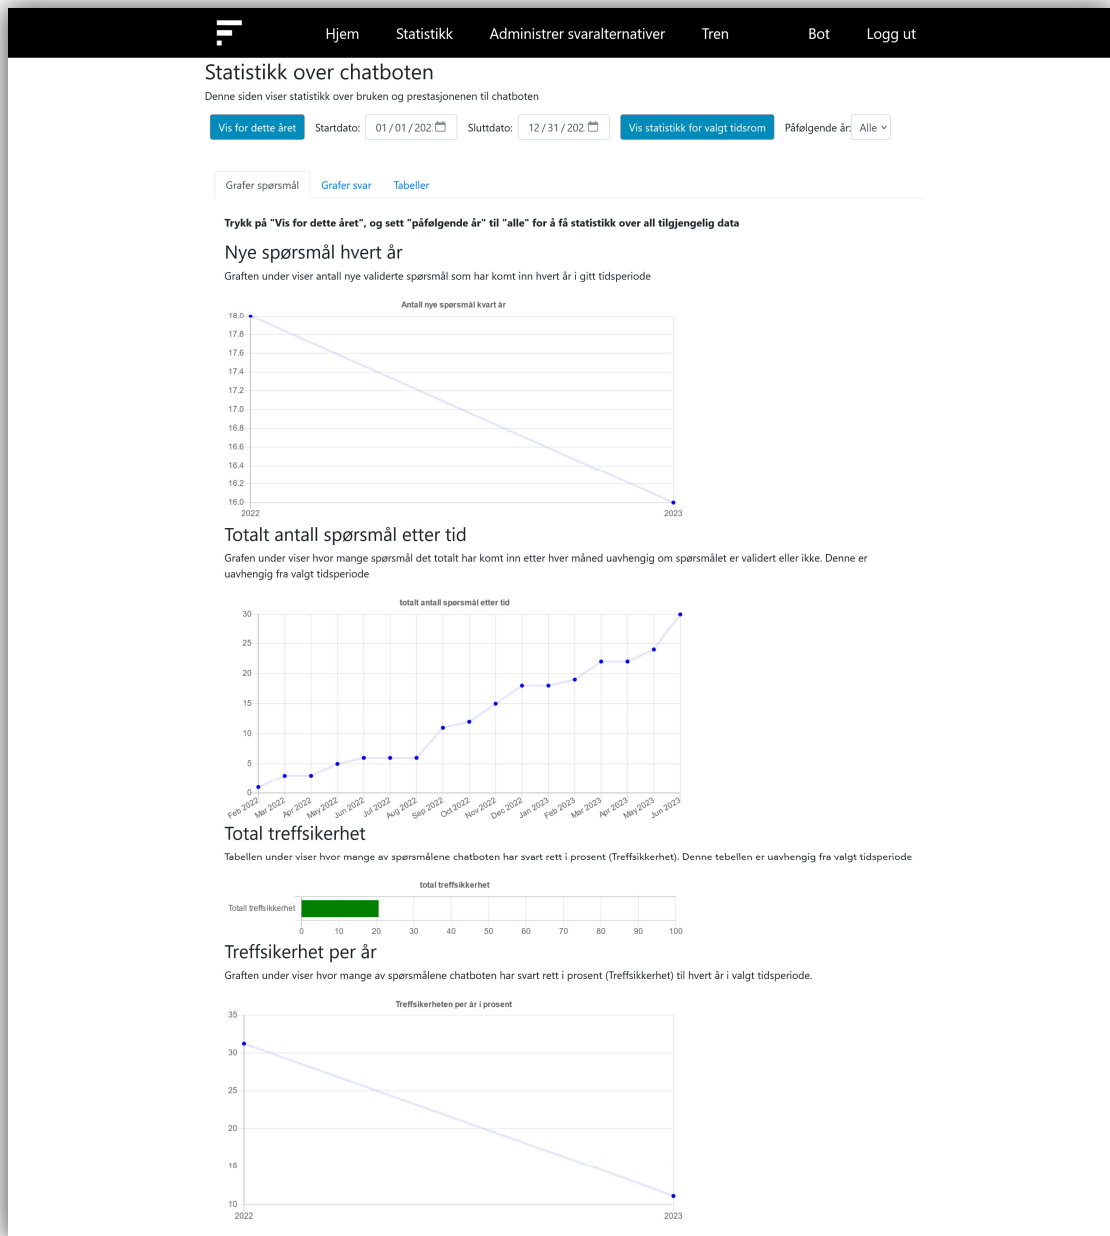 Hjem Statistikk Administrer svaralternativer Tren Bot Logg ut
Statistikk over chatboten
Denne siden viser statistikk over bruken og prestasjonenen til chatboten
Vis for dette året Startdato: 01/01/202 Sluttdato: 12/31/202 Vis statistikk for valgt tidsrom Påfølgende år: Alle
Grafer spørsmål Grafer svar Tabeller
Trykk på "Vis for dette året", og sett "påfølgende år" til "alle" for å få statistikk over all tilgjengelig data
Nye spørsmål hvert år
Graften under viser antall nye validerte spørsmål som har komt inn hvert år i gitt tidsperiode
Antall nye spørsmål kvart år
18.0
17.8
17.6
17.4
17.2
17.0
16.8
16.6
16.4
16.2
16.0
2022 2023
Totalt antall spørsmål etter tid
Grafen under viser hvor mange spørsmål det totalt har komt inn etter hver måned uavhengig om spørsmålet er validert eller ikke. Denne er
uavhengig fra valgt tidsperiode
totalt antall spørsmål etter tid
30
25
20
15
10
5
0
Feb 2022 Mar 2022 Apr 2022 May 2022 Jun 2022 Jul 2022 Aug 2022 Sep 2022 Oct 2022 Nov 2022 Dec 2022 Jan 2023 Feb 2023 Mar 2023 Apr 2023 May 2023 Jun 2023
Total treffsikerhet
Tabellen under viser hvor mange av spørsmålene chatboten har svart rett i prosent (Treffsikerhet). Denne tebellen er uavhengig fra valgt tidsperiode
total treffsikkerhet
Totall treffsikkerhet
0 10 20 30 40 50 60 70 80 90 100
Treffsikerhet per år
Graften under viser hvor mange av spørsmålene chatboten har svart rett i prosent (Treffsikkerhet) til hvert år i valgt tidsperiode.
Treffsikerheten per år i prosent
35
30
25
20
15
10
2022 2023